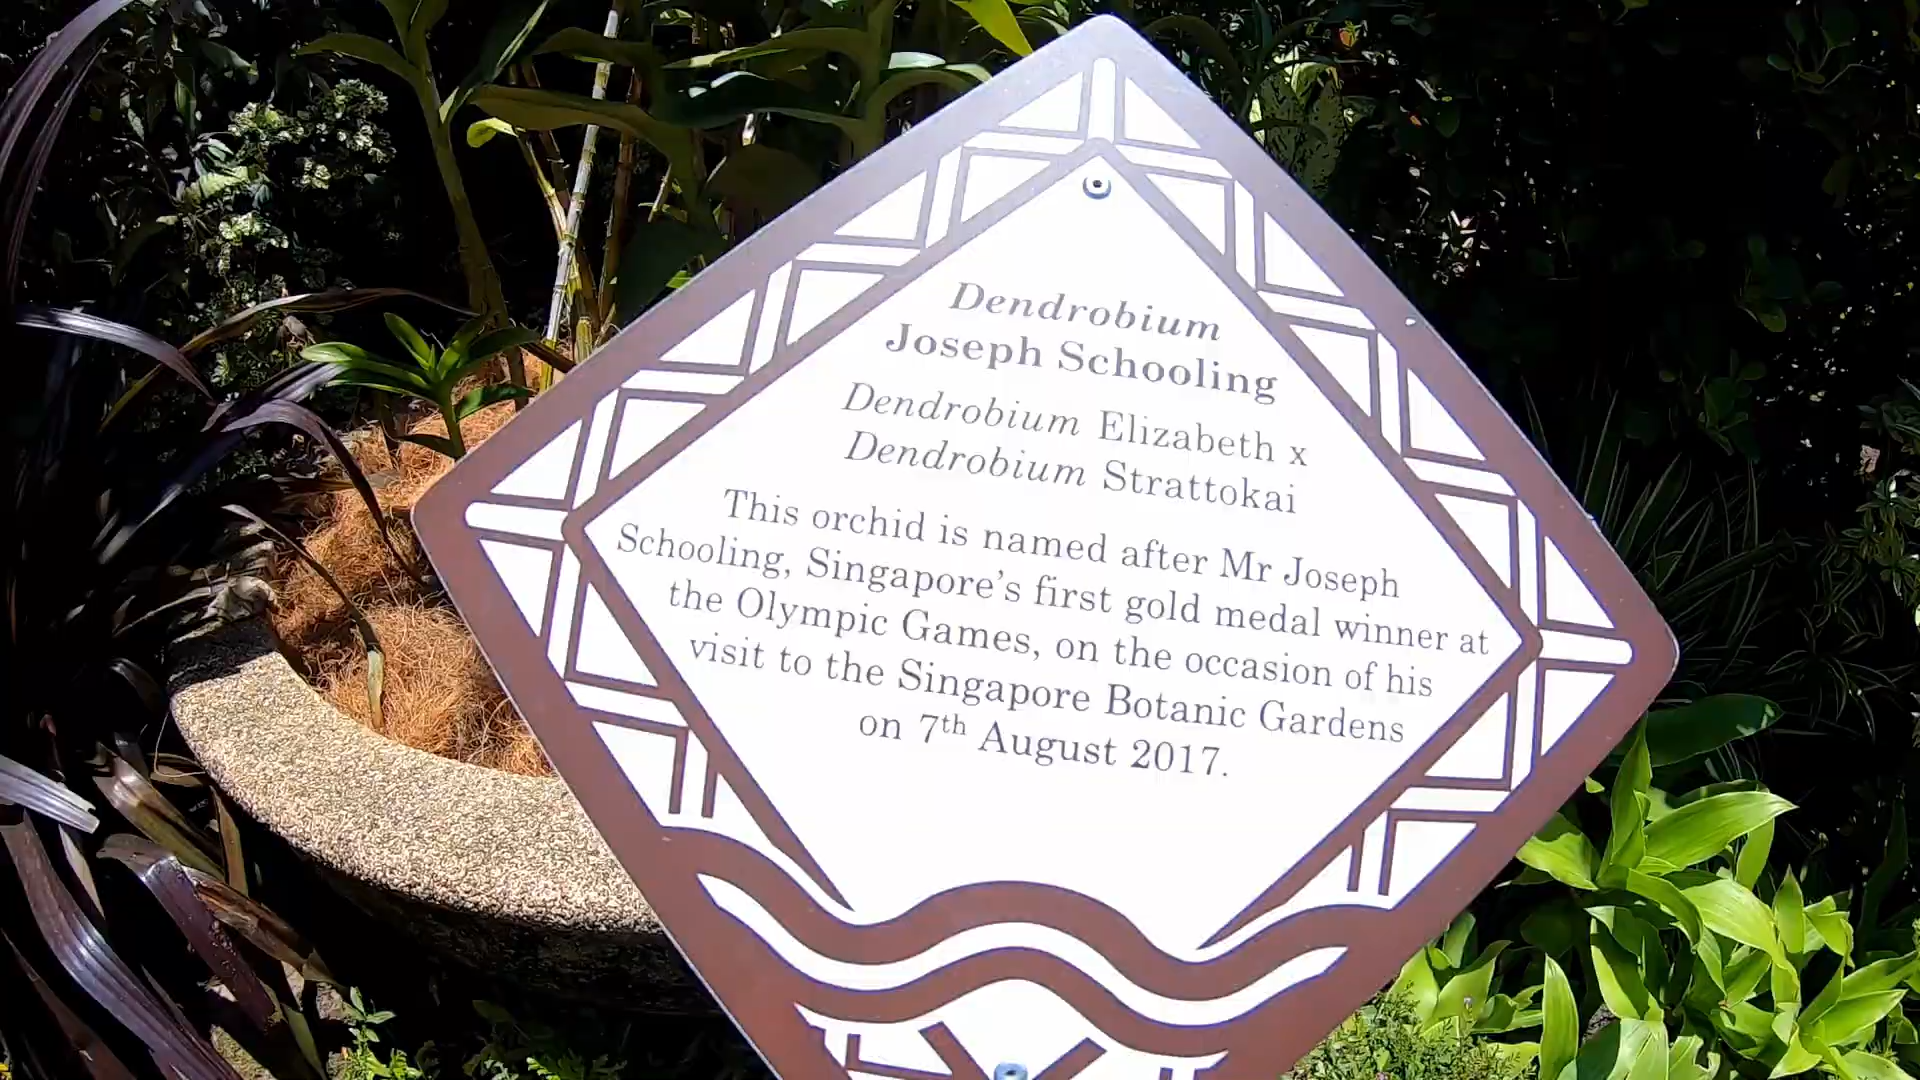 Dendrobium
Joseph Schooling
Dendrobium Elizabeth x
Dendrobium Strattokai
This orchid is named after Mr Joseph
Schooling, Singapore's first gold medal winner at
the Olympic Games, on the occasion of his
visit to the Singapore Botanic Gardens
on 7th August 2017.